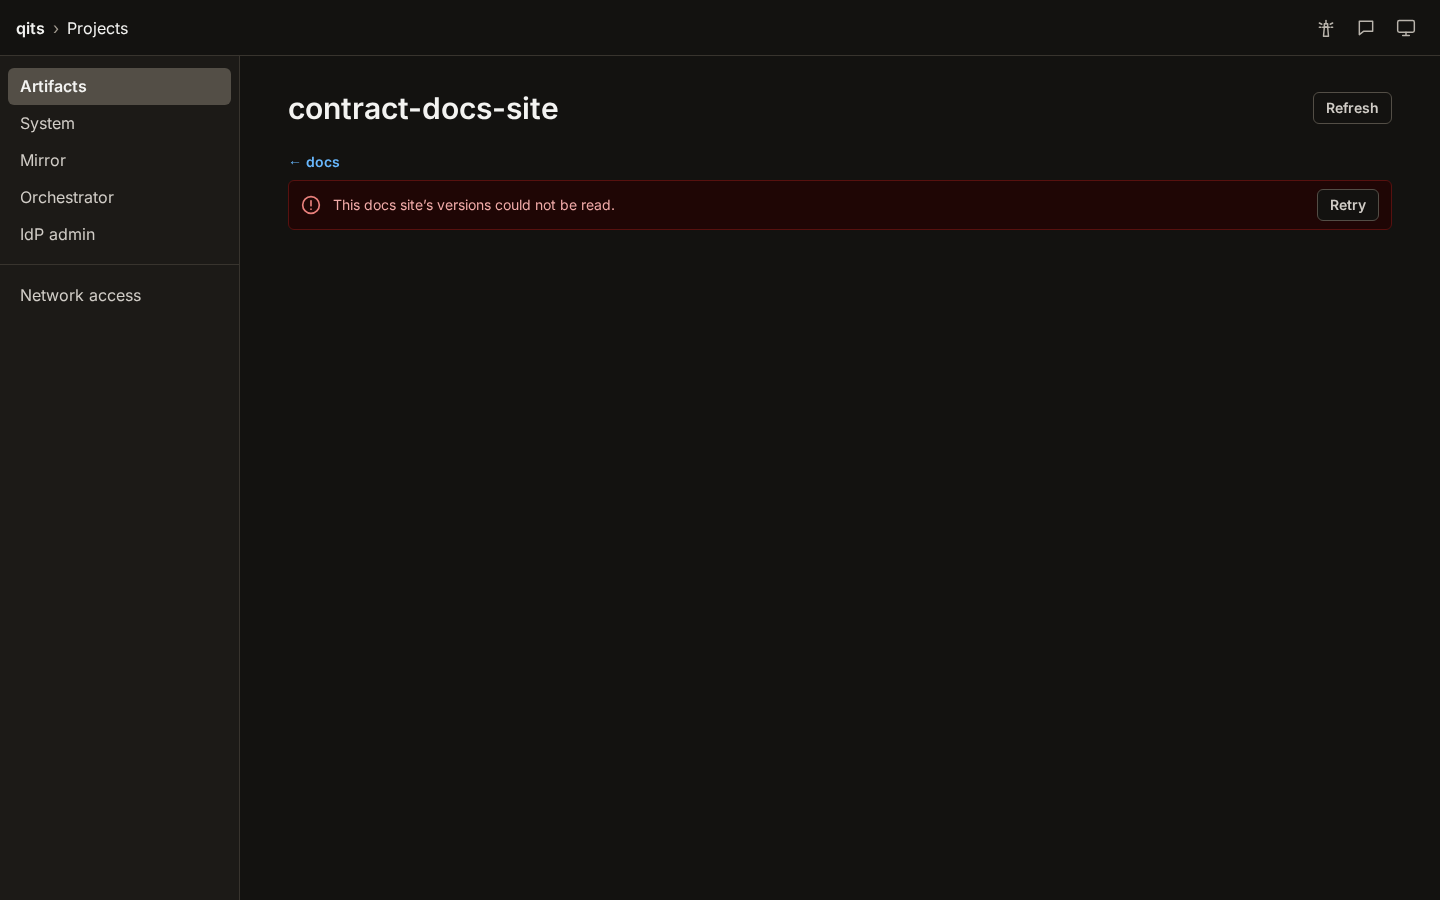 qits › Projects
Artifacts
System
Mirror
Orchestrator
IdP admin
Network access
contract-docs-site
Refresh
← docs
This docs site’s versions could not be read.
Retry